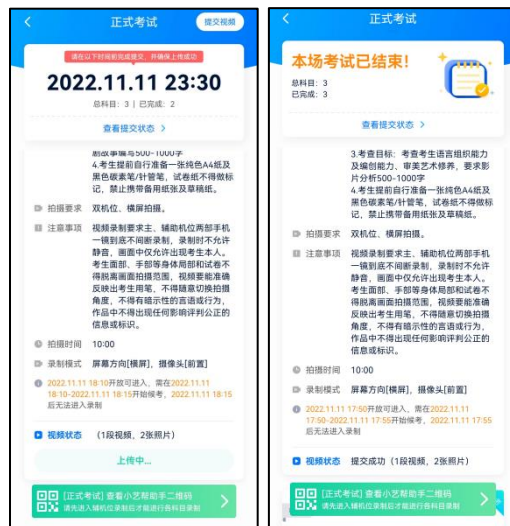 正式考试
提交视频
请在以下时间前完成提交,并确保上传成功
2022.11.11 23:30
总科目:3 | 已完成:2
查看提交状态 >
剧故事编写500-1000字
4.考生提前自行准备一张纯色A4纸及
黑色碳素笔/针管笔,试卷纸不得做标
记,禁止携带备用纸张及草稿纸。
拍摄要求 双机位、横屏拍摄。
注意事项 视频录制要求主、辅助机位两部手机
一镜到底不间断录制,录制时不允许
静音,画面中仅允许出现考生本人。
考生面部、手部等身体局部和试卷不
得脱离画面拍摄范围,视频要能准确
反映出考生用笔,不得随意切换拍摄
角度,不得有暗示性的言语或行为,
作品中不得出现任何影响评判公正的
信息或标识。
拍摄时间 10:00
录制模式 屏幕方向[横屏],摄像头[前置]
2022.11.11 18:10开放可进入,需在2022.11.11
18:10-2022.11.11 18:15开始候考,2022.11.11 18:15
后无法进入录制
视频状态 (1段视频,2张照片)
上传中...
[正式考试] 查看小艺帮助手二维码
请先进入辅机位录制后才能进行各科目录制
正式考试
本场考试已结束!
总科目:3
已完成:3
查看提交状态 >
3.考查目标:考查考生语言组织能力
及编创能力、审美艺术修养,要求影
片分析500-1000字
4.考生提前自行准备一张纯色A4纸及
黑色碳素笔/针管笔,试卷纸不得做标
记,禁止携带备用纸张及草稿纸。
拍摄要求 双机位、横屏拍摄。
注意事项 视频录制要求主、辅助机位两部手机
一镜到底不间断录制,录制时不允许
静音,画面中仅允许出现考生本人。
考生面部、手部等身体局部和试卷不
得脱离画面拍摄范围,视频要能准确
反映出考生用笔,不得随意切换拍摄
角度,不得有暗示性的言语或行为,
作品中不得出现任何影响评判公正的
信息或标识。
拍摄时间 10:00
录制模式 屏幕方向[横屏],摄像头[前置]
2022.11.11 17:50开放可进入,需在2022.11.11
17:50-2022.11.11 17:55开始候考,2022.11.11 17:55
后无法进入录制
视频状态 提交成功(1段视频,2张照片)
[正式考试] 查看小艺帮助手二维码
请先进入辅机位录制后才能进行各科目录制